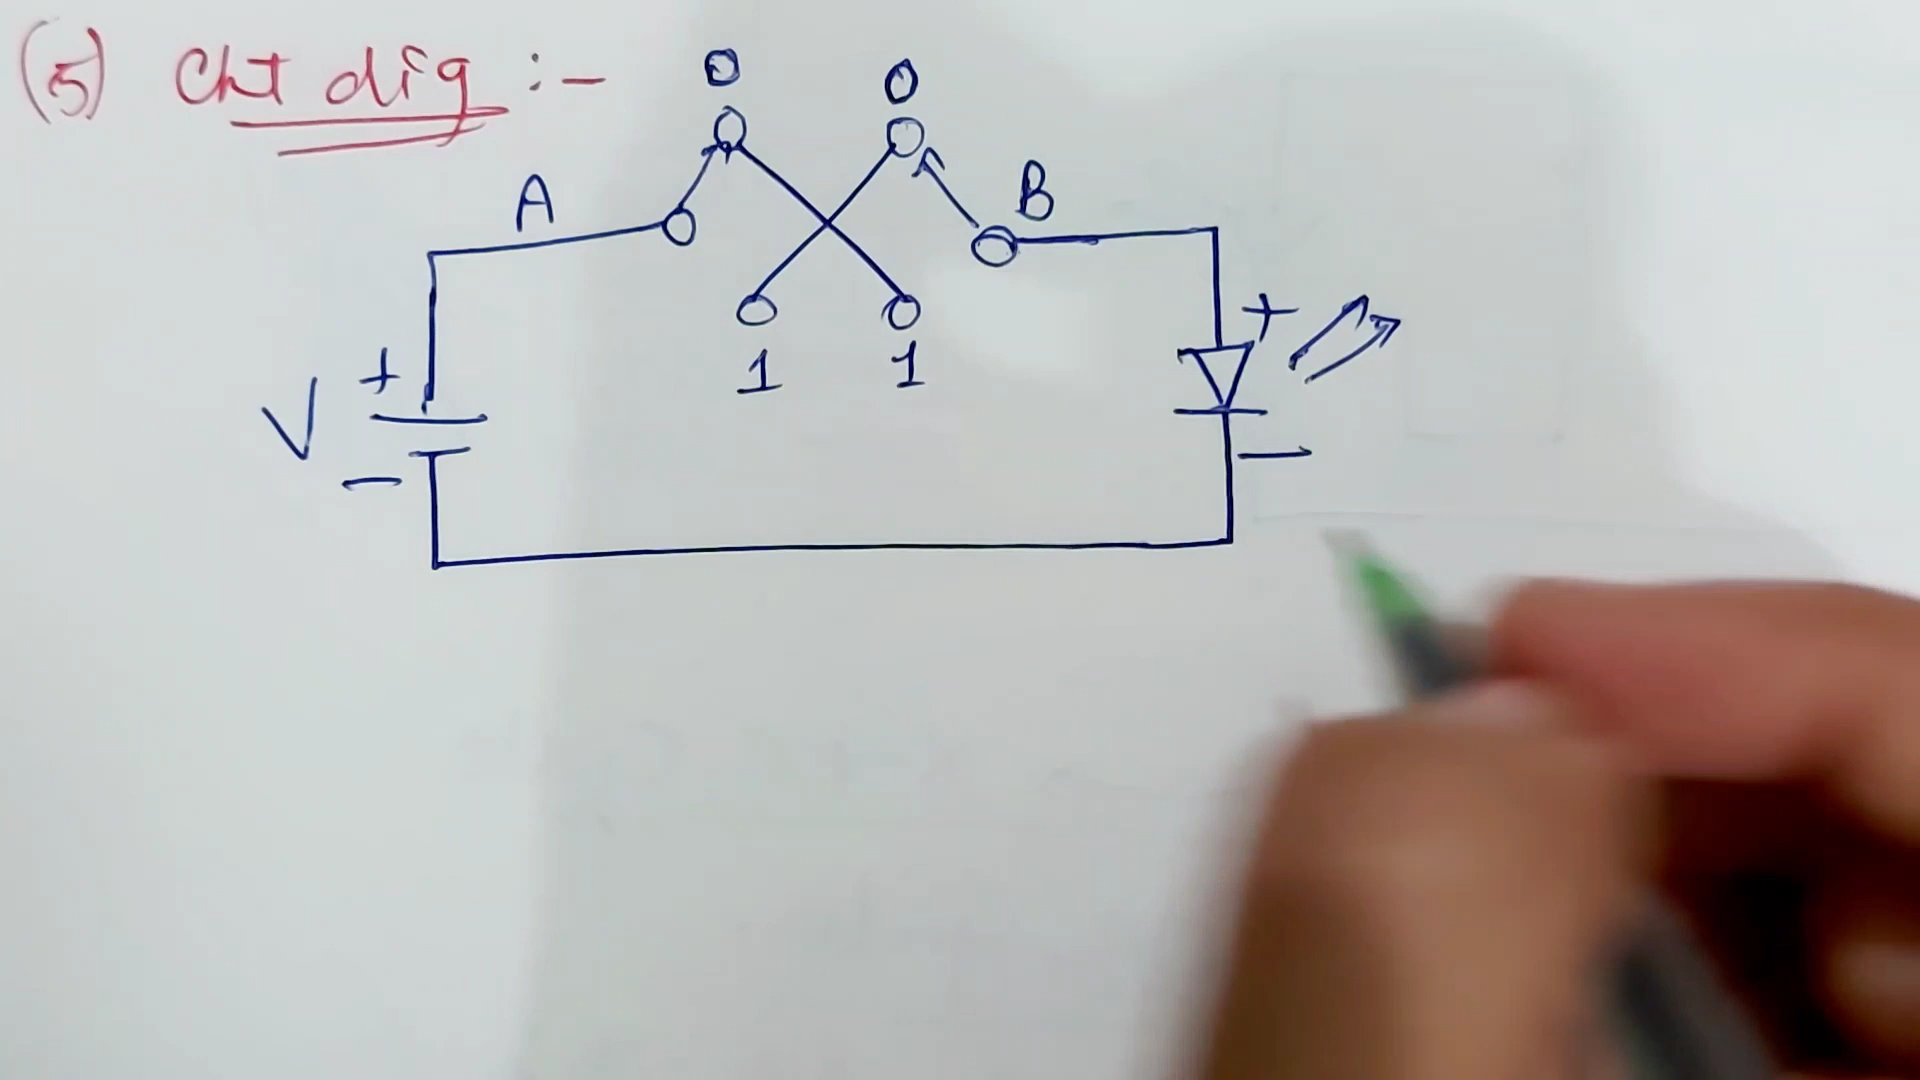 (5) Ckt dig :-
0 0
A B
1 1
+ +
V
- -